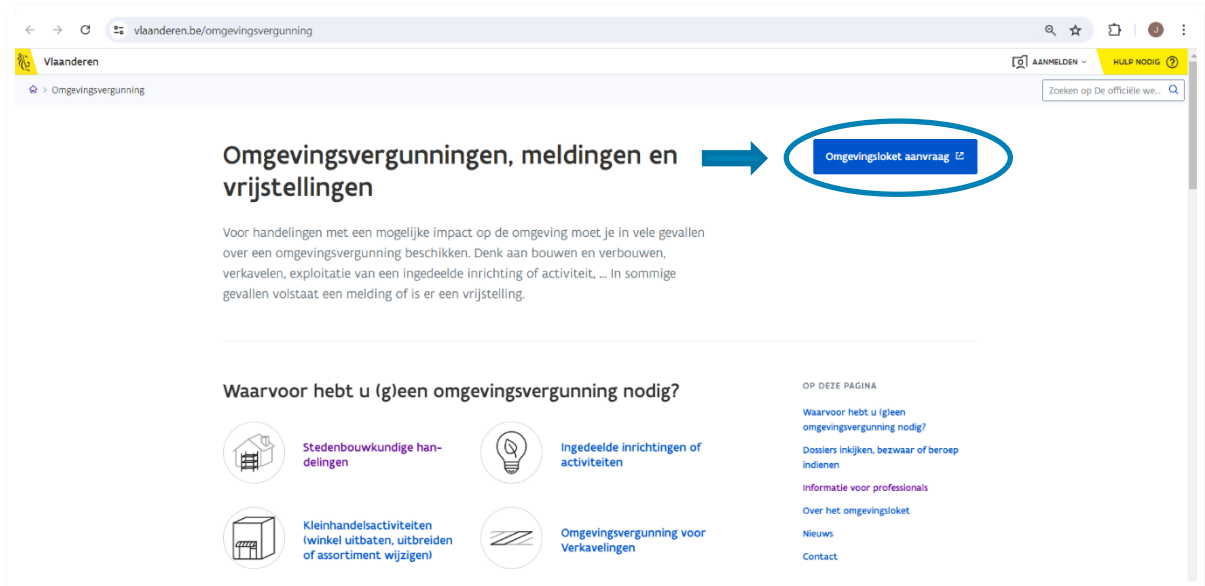 vlaanderen.be/omgevingsvergunning
J
Vlaanderen
AANMELDEN
HULP NODIG
Omgevingsvergunning
Zoeken op De officiële we...
Omgevingsvergunningen, meldingen en
vrijstellingen
Omgevingsloket aanvraag
Voor handelingen met een mogelijke impact op de omgeving moet je in vele gevallen
over een omgevingsvergunning beschikken. Denk aan bouwen en verbouwen,
verkavelen, exploitatie van een ingedeelde inrichting of activiteit, ... In sommige
gevallen volstaat een melding of is er een vrijstelling.
Waarvoor hebt u (g)een omgevingsvergunning nodig?
Stedenbouwkundige han-
delingen
Ingedeelde inrichtingen of
activiteiten
Kleinhandelsactiviteiten
(winkel uitbaten, uitbreiden
of assortiment wijzigen)
Omgevingsvergunning voor
Verkavelingen
OP DEZE PAGINA
Waarvoor hebt u (g)een
omgevingsvergunning nodig?
Dossiers inkijken, bezwaar of beroep
indienen
Informatie voor professionals
Over het omgevingsloket
Nieuws
Contact